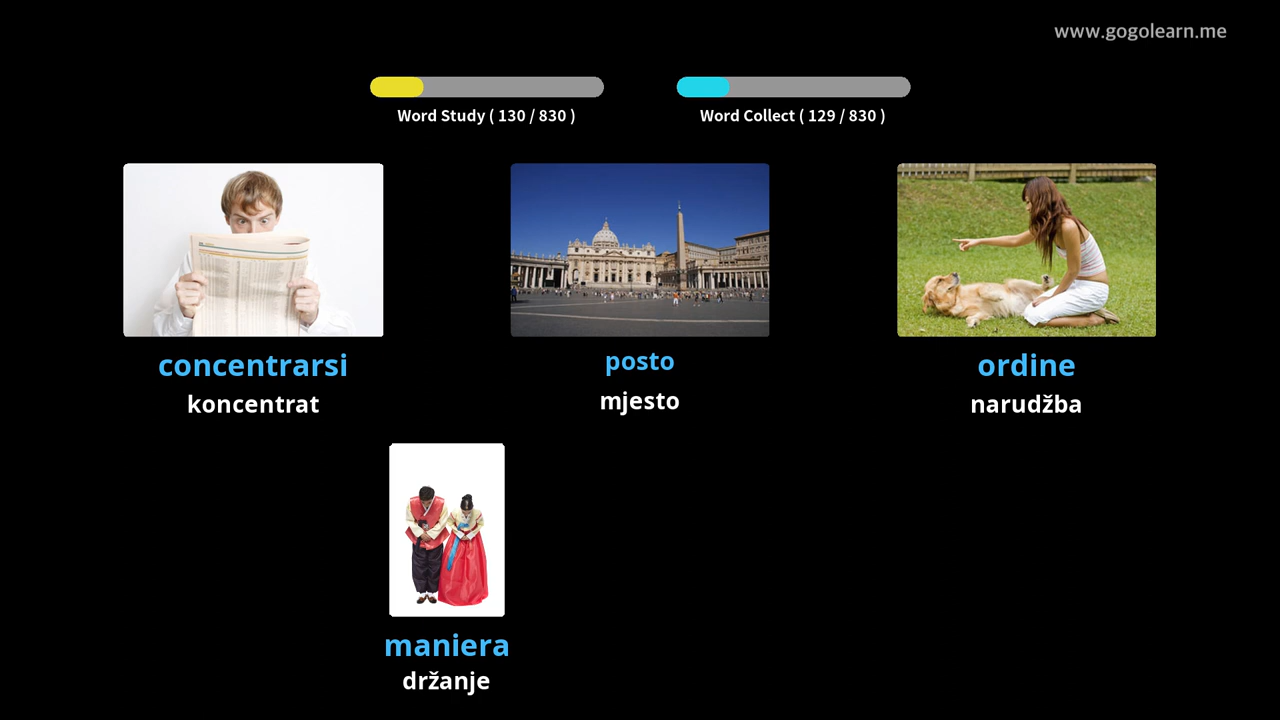 www.gogolearn.me
Word Study ( 130 / 830 )
Word Collect ( 129 / 830 )
concentrarsi
koncentrat
posto
mjesto
ordine
narudžba
maniera
držanje